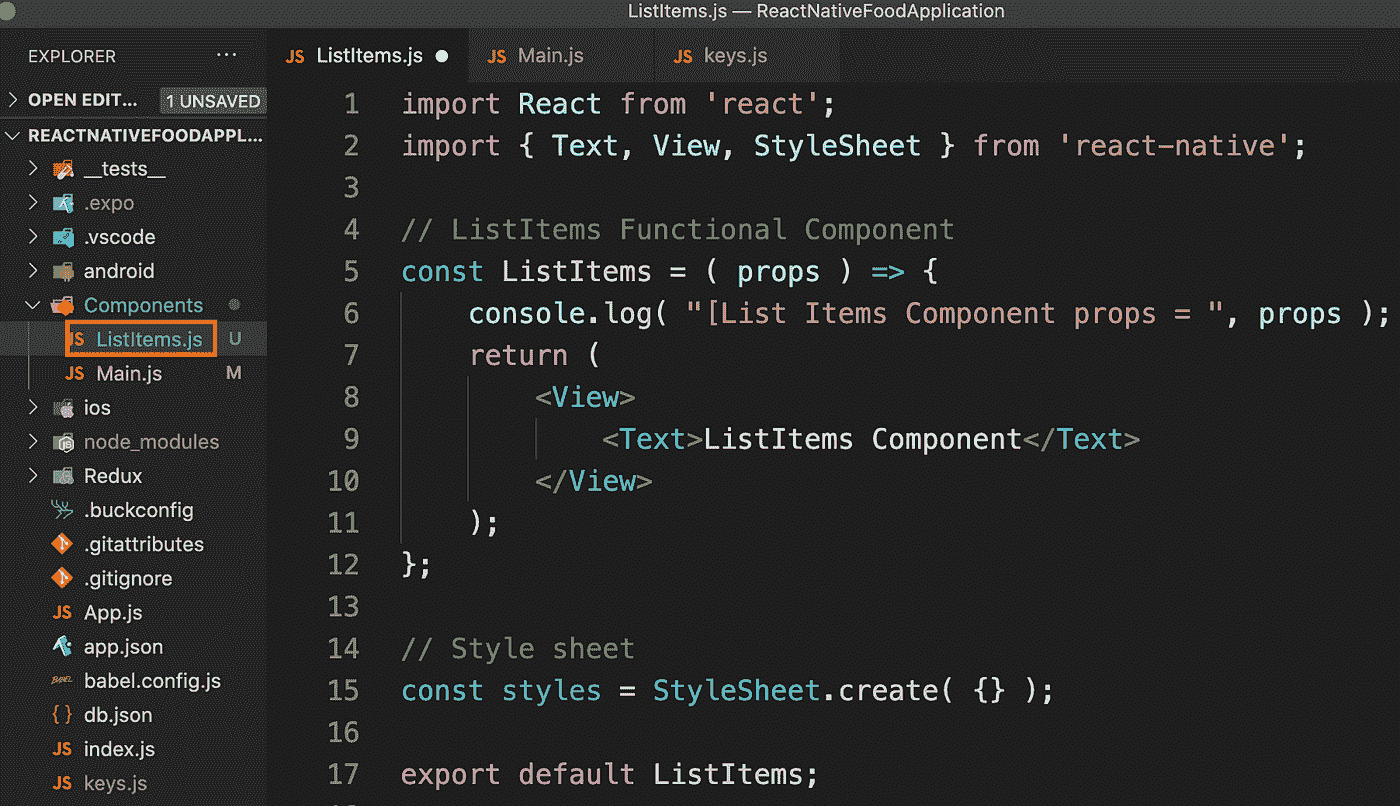 ListItems.js — ReactNativeFoodApplication
EXPLORER ...
OPEN EDIT... 1 UNSAVED
REACTNATIVEFOODAPPL...
__tests__
.expo
.vscode
android
Components
JS ListItems.js U
JS Main.js M
ios
node_modules
Redux
.buckconfig
.gitattributes
.gitignore
JS App.js
app.json
BABEL babel.config.js
{ } db.json
JS index.js
JS keys.js
JS ListItems.js JS Main.js JS keys.js
1 import React from 'react';
2 import { Text, View, StyleSheet } from 'react-native';
3
4 // ListItems Functional Component
5 const ListItems = ( props ) => {
6 console.log( "[List Items Component props = ", props );
7 return (
8 <View>
9 <Text>ListItems Component</Text>
10 </View>
11 );
12 };
13
14 // Style sheet
15 const styles = StyleSheet.create( {} );
16
17 export default ListItems;